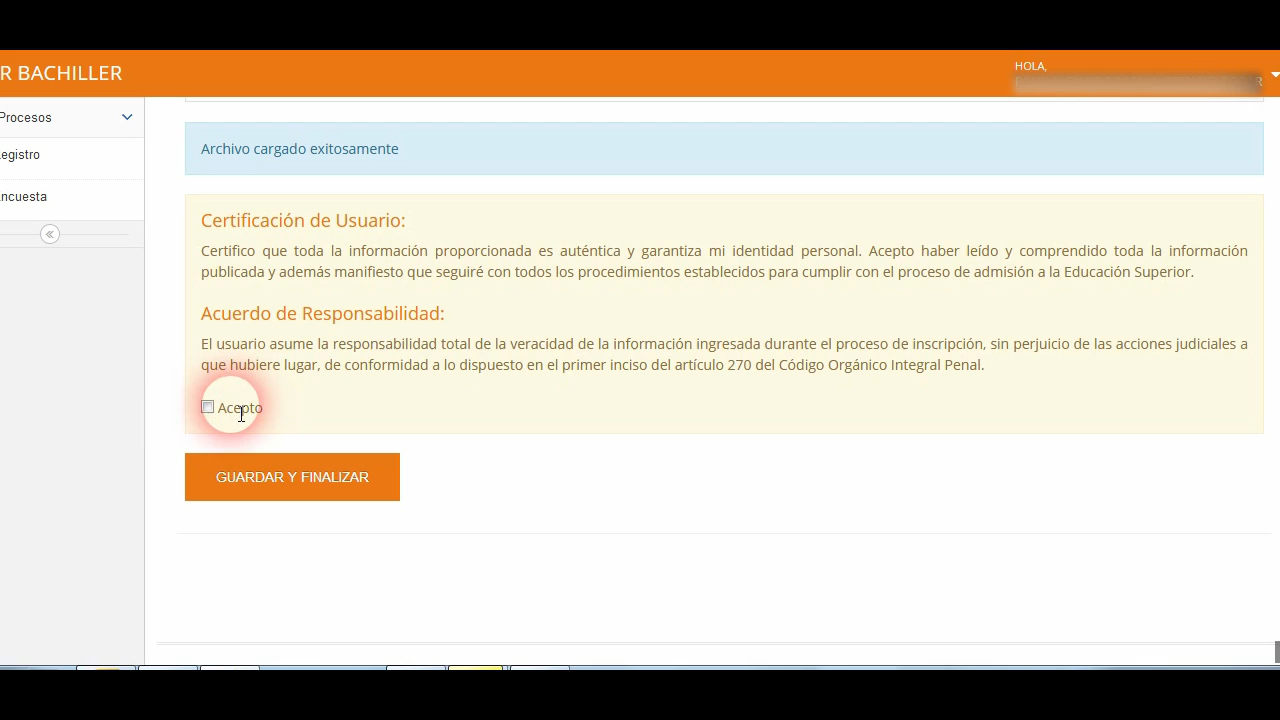 R BACHILLER
HOLA,
Procesos
egistro
ncuesta
Archivo cargado exitosamente
Certificación de Usuario:
Certifico que toda la información proporcionada es auténtica y garantiza mi identidad personal. Acepto haber leído y comprendido toda la información
publicada y además manifiesto que seguiré con todos los procedimientos establecidos para cumplir con el proceso de admisión a la Educación Superior.
Acuerdo de Responsabilidad:
El usuario asume la responsabilidad total de la veracidad de la información ingresada durante el proceso de inscripción, sin perjuicio de las acciones judiciales a
que hubiere lugar, de conformidad a lo dispuesto en el primer inciso del artículo 270 del Código Orgánico Integral Penal.
Acepto
GUARDAR Y FINALIZAR